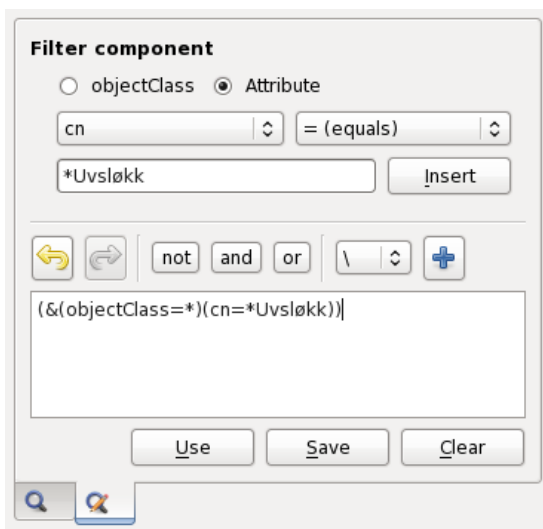 Filter component
objectClass Attribute
cn = (equals)
*Uvsløkk Insert
not and or \
(&(objectClass=*)(cn=*Uvsløkk))
Use Save Clear